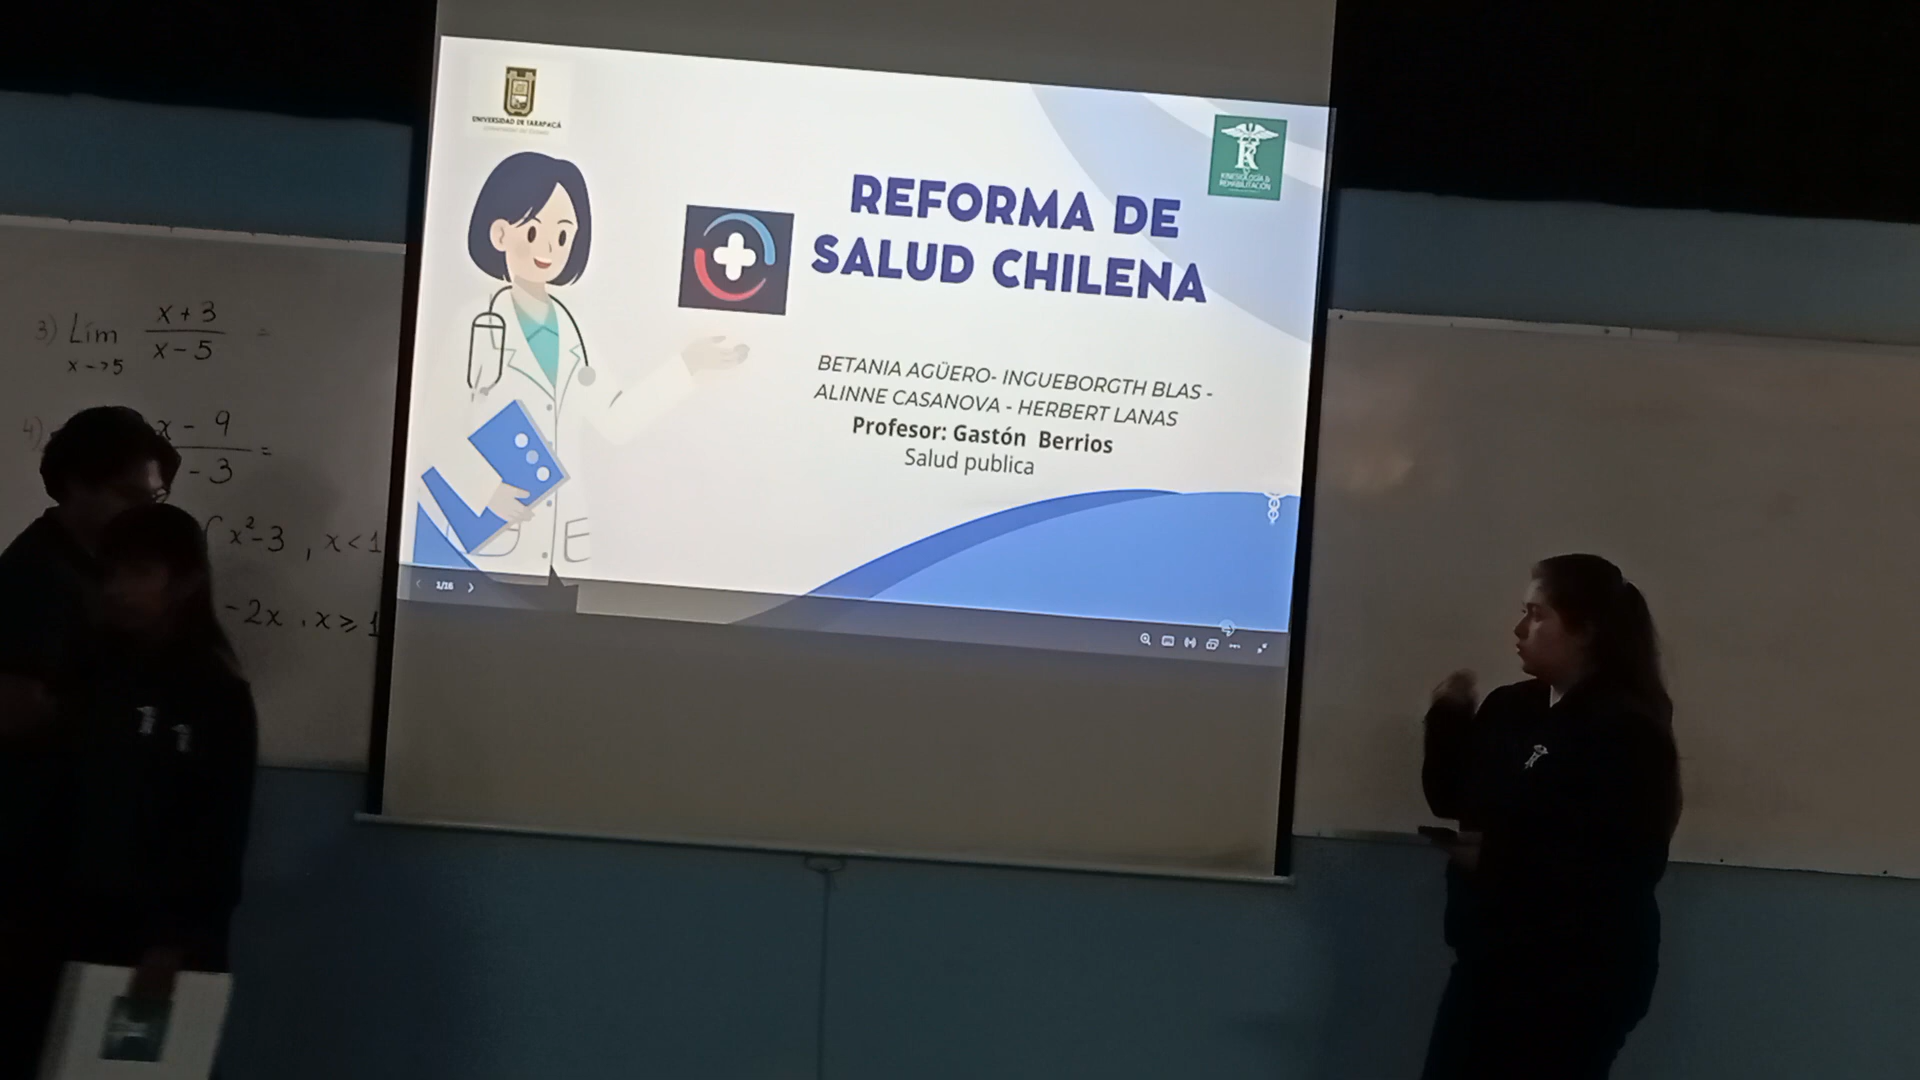 UNIVERSIDAD DE TARAPACÁ
KINESIOLOGÍA &
REHABILITACIÓN
REFORMA DE
SALUD CHILENA
BETANIA AGÜERO- INGUEBORGTH BLAS -
ALINNE CASANOVA - HERBERT LANAS
Profesor: Gastón Berrios
Salud publica
1/16
3) Lim x+3 =
x->5 x-5
4) x - 9 =
- 3
x²-3 , x<1
-2x , x≥1